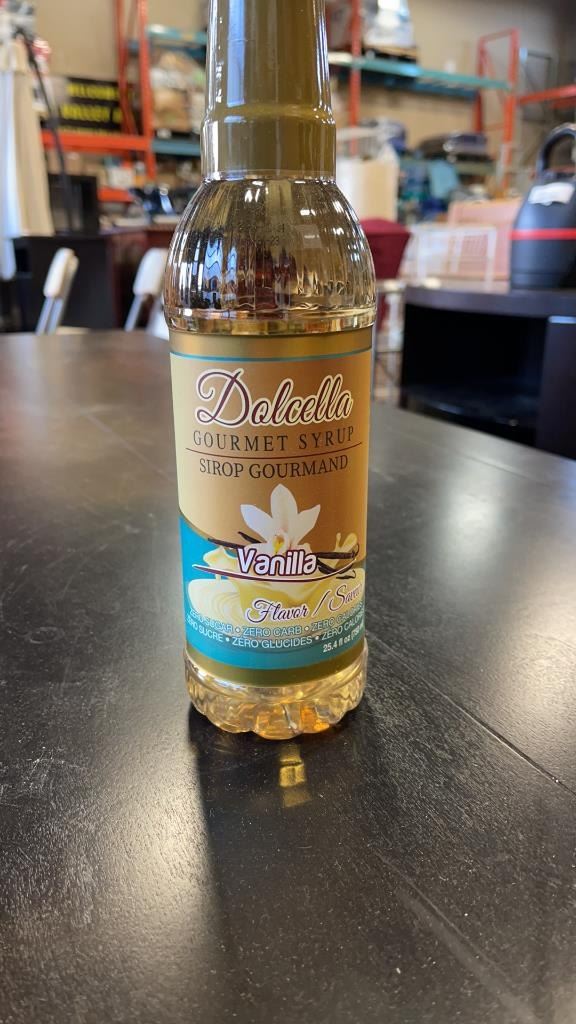 Dolcella
GOURMET SYRUP
SIROP GOURMAND
Vanilla
Flavor / Saveur
ZERO SUGAR • ZERO CARB • ZERO CALORIE
ZERO SUCRE • ZERO GLUCIDES • ZERO CALORIE
25,4 fl oz (750